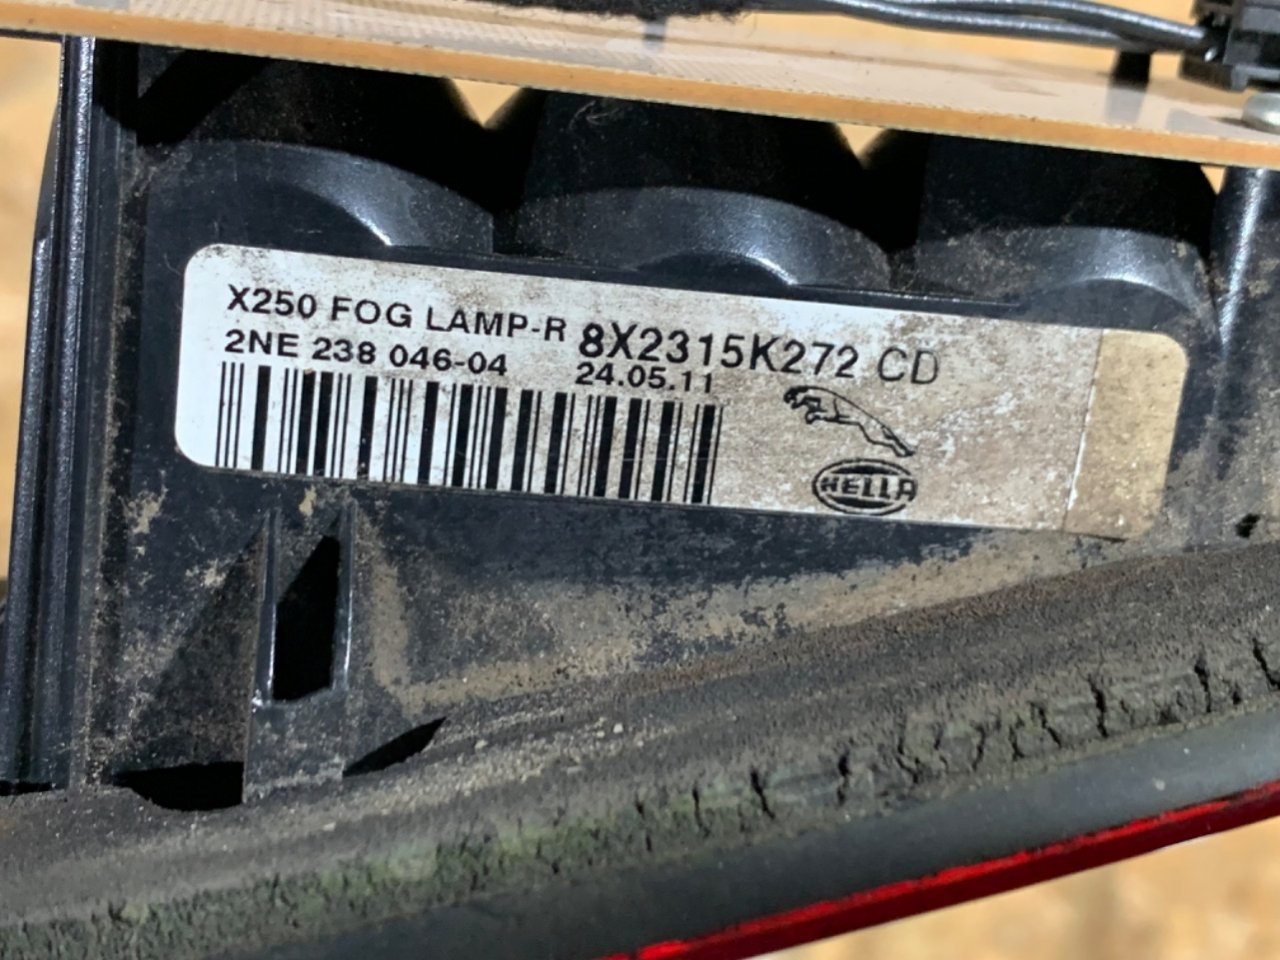 X250 FOG LAMP-R 8X2315K272 CD
2NE 238 046-04 24.05.11
HELLA